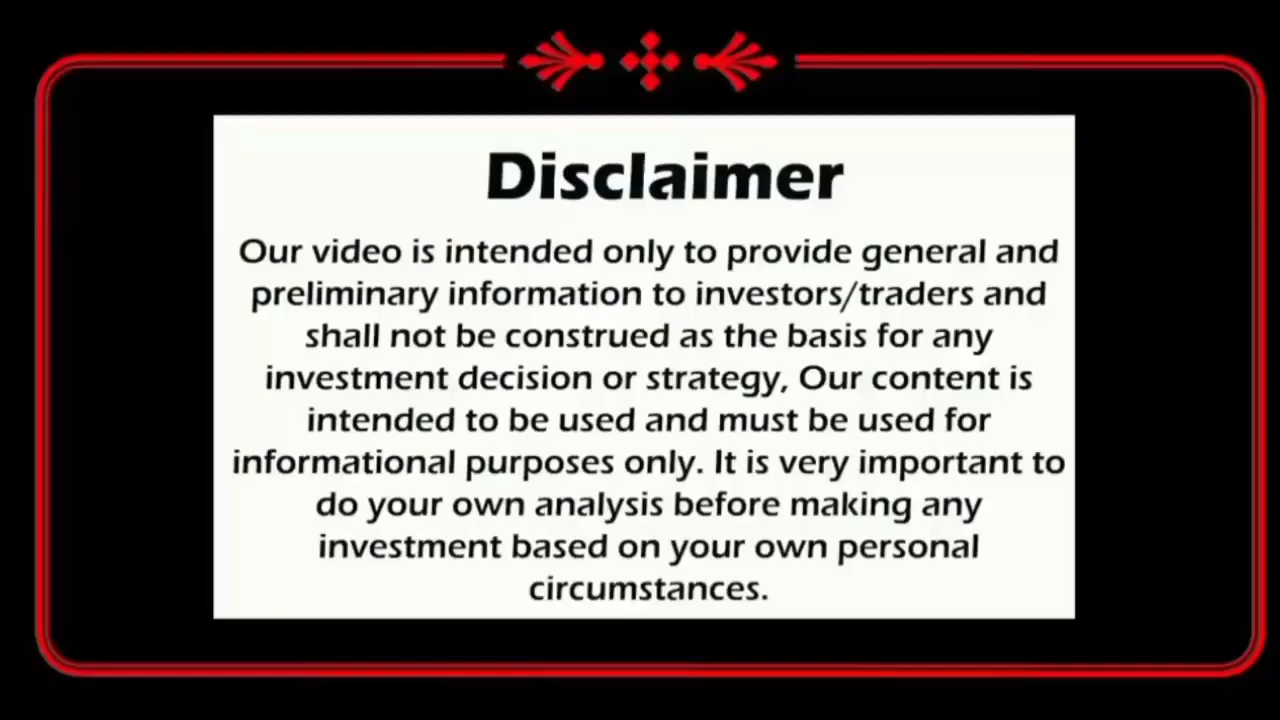 Disclaimer
Our video is intended only to provide general and
preliminary information to investors/traders and
shall not be construed as the basis for any
investment decision or strategy, Our content is
intended to be used and must be used for
informational purposes only. It is very important to
do your own analysis before making any
investment based on your own personal
circumstances.